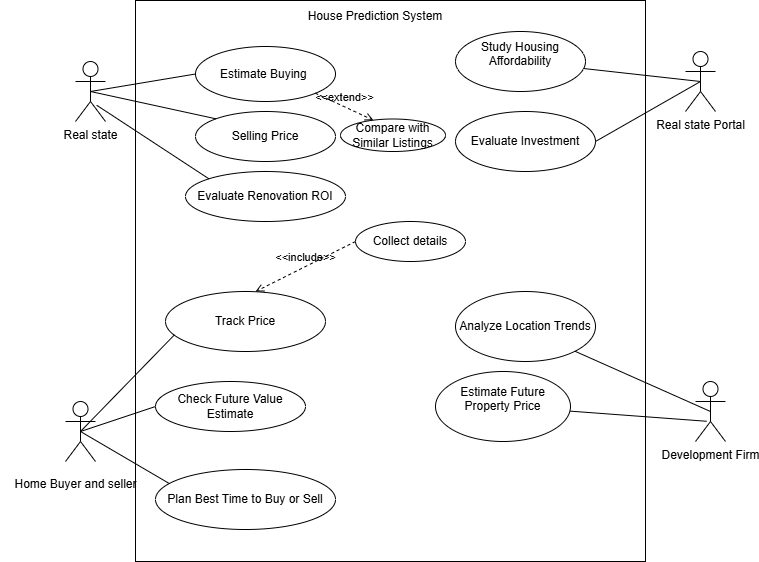 House Prediction System
Estimate Buying
<<extend>>
Selling Price
Compare with
Similar Listings
Evaluate Renovation ROI
Real state
Study Housing
Affordability
Evaluate Investment
Real state Portal
Collect details
<<include>>
Track Price
Check Future Value
Estimate
Plan Best Time to Buy or Sell
Home Buyer and seller
Analyze Location Trends
Estimate Future
Property Price
Development Firm